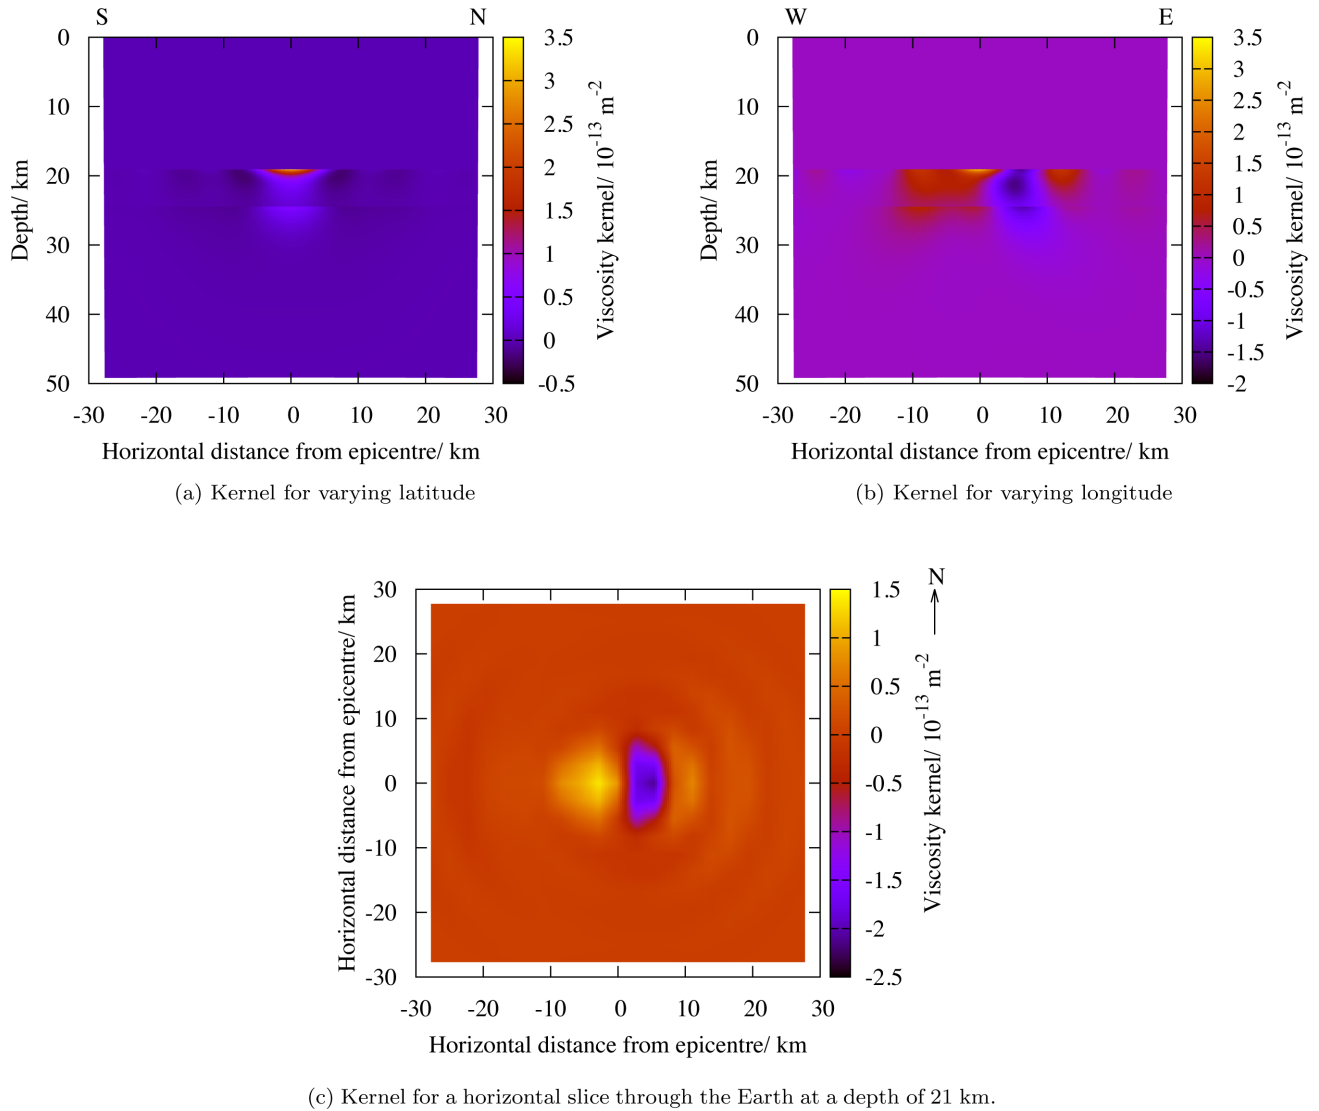 S N
0
10
20
30
40
50
Depth/ km
-30 -20 -10 0 10 20 30
Horizontal distance from epicentre/ km
3.5
3
2.5
2
1.5
1
0.5
0
-0.5
Viscosity kernel/ 10-13 m-2
(a) Kernel for varying latitude
W E
0
10
20
30
40
50
Depth/ km
-30 -20 -10 0 10 20 30
Horizontal distance from epicentre/ km
3.5
3
2.5
2
1.5
1
0.5
0
-0.5
-1
-1.5
-2
Viscosity kernel/ 10-13 m-2
(b) Kernel for varying longitude
30
20
10
0
-10
-20
-30
Horizontal distance from epicentre/ km
-30 -20 -10 0 10 20 30
Horizontal distance from epicentre/ km
1.5
1
0.5
0
-0.5
-1
-1.5
-2
-2.5
Viscosity kernel/ 10-13 m-2
N
(c) Kernel for a horizontal slice through the Earth at a depth of 21 km.